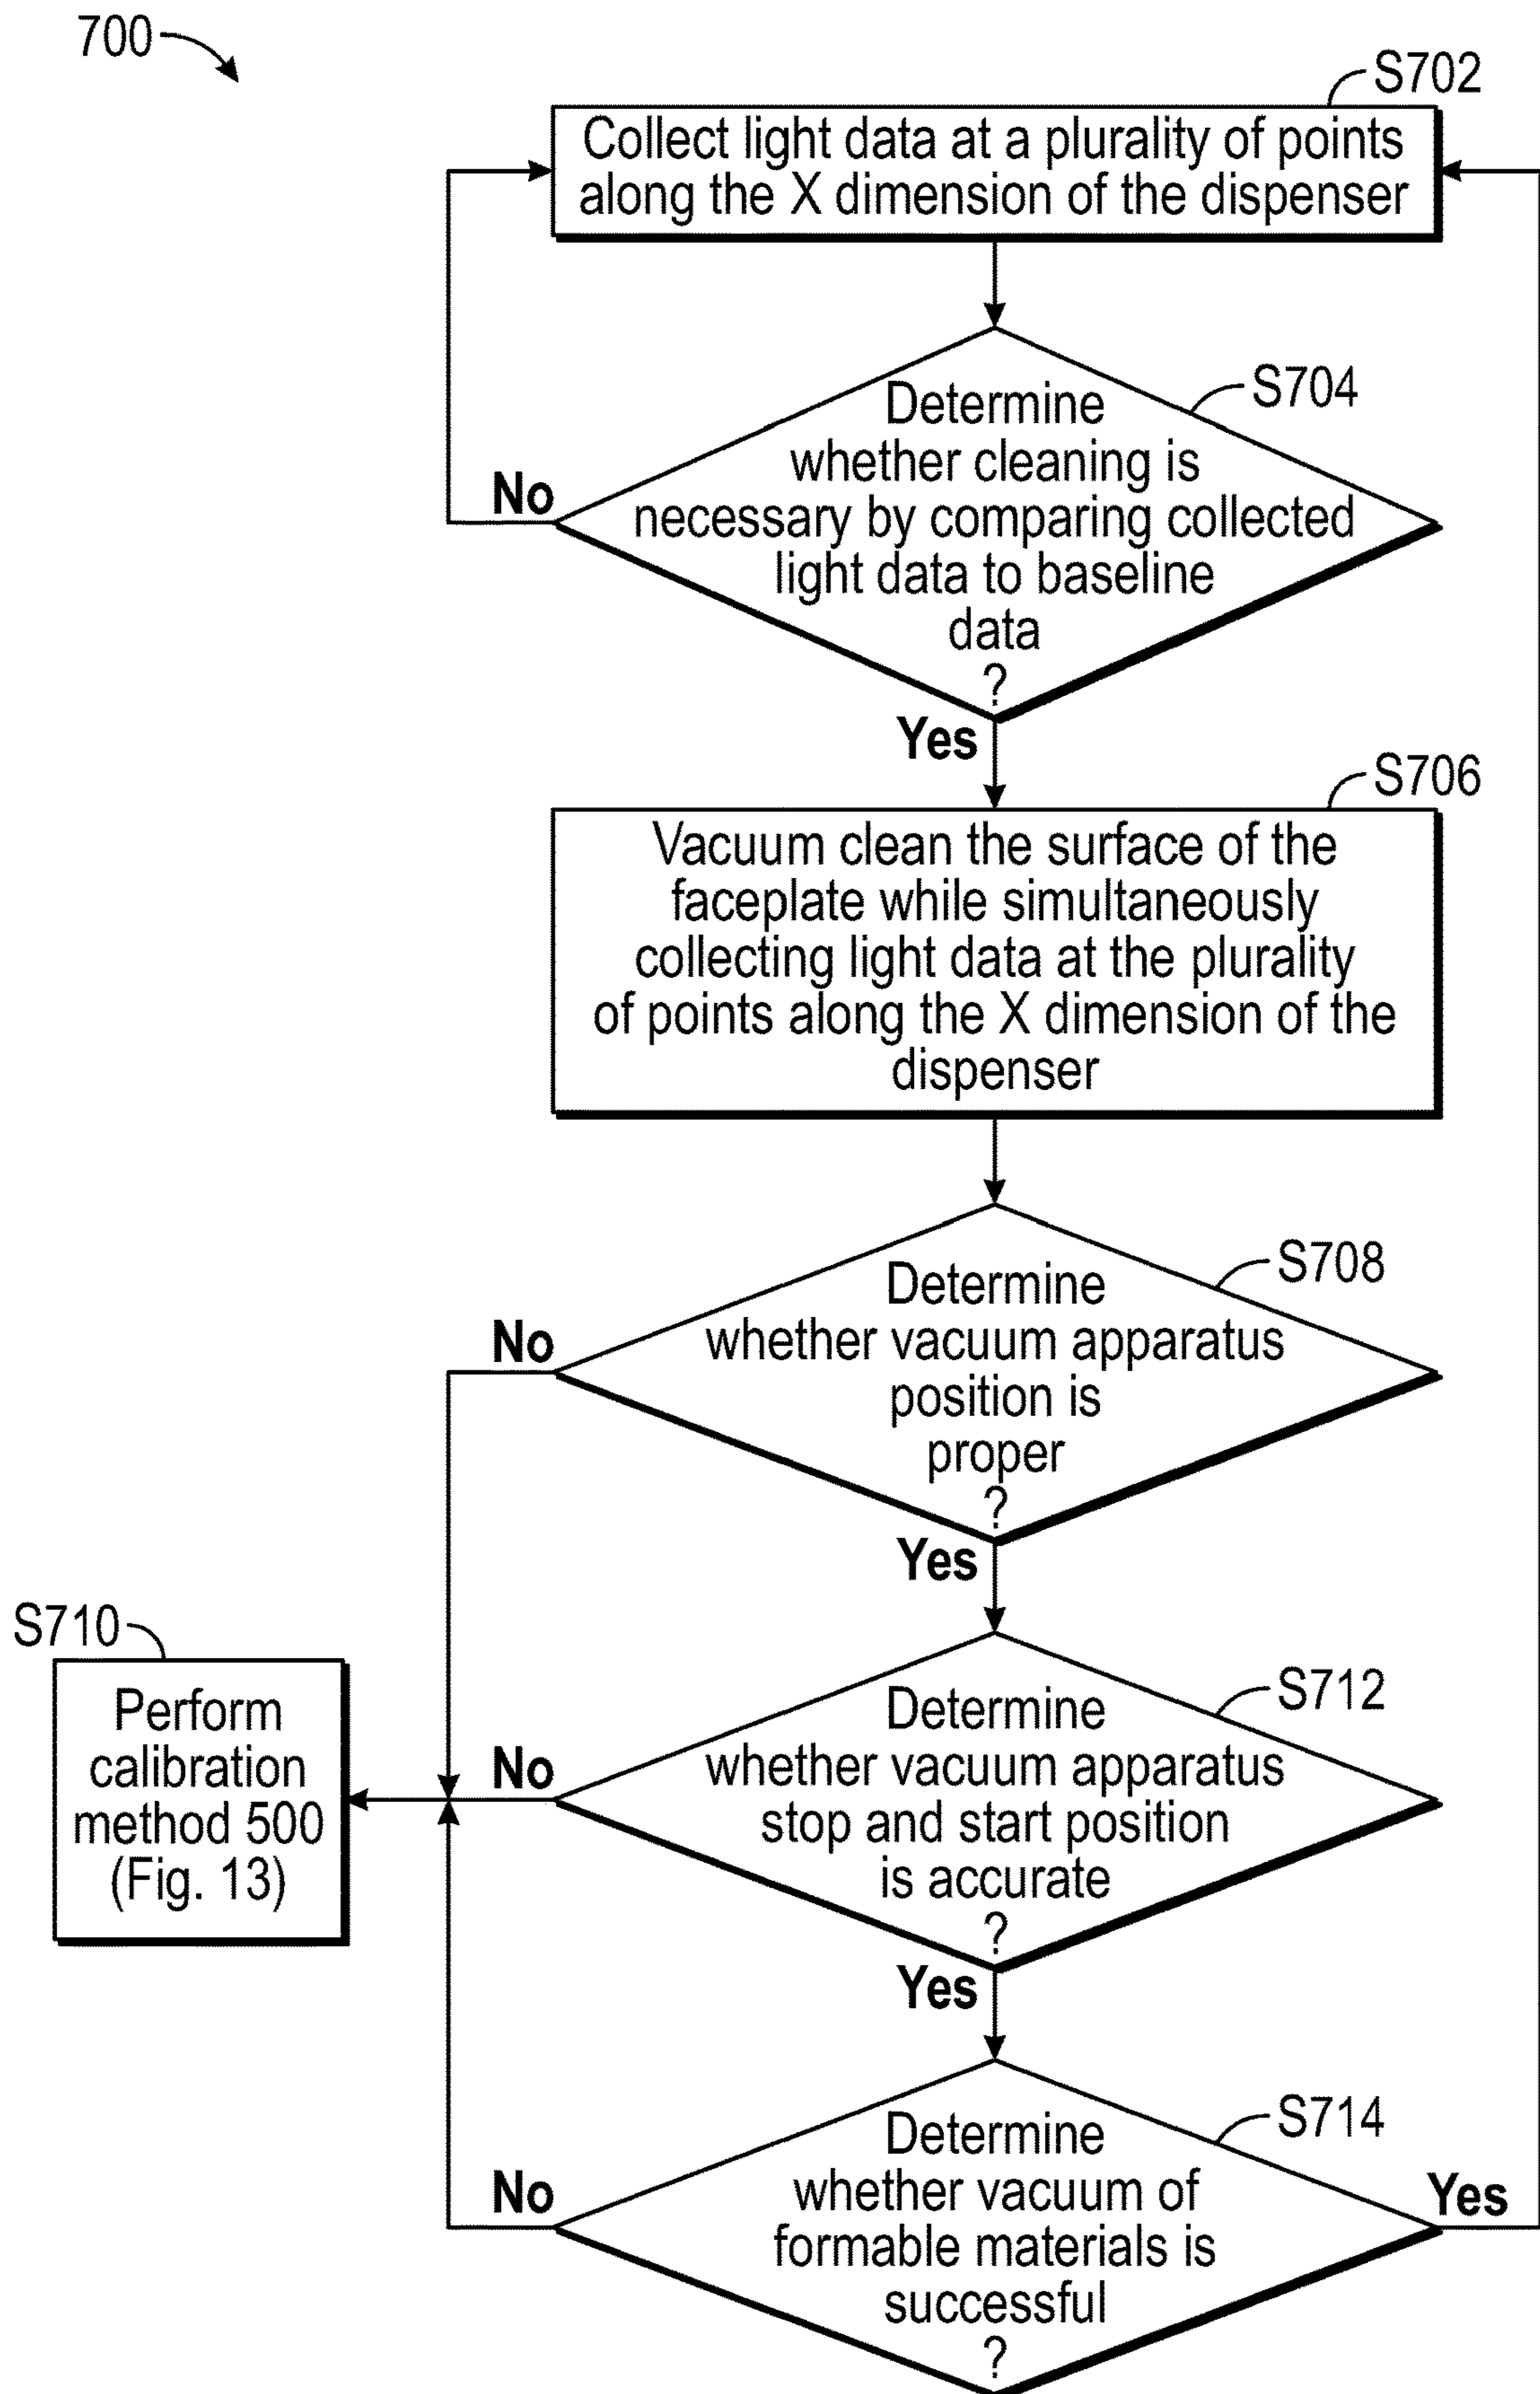 700
S702
Collect light data at a plurality of points
along the X dimension of the dispenser
S704
Determine
whether cleaning is
necessary by comparing collected
light data to baseline
data
?
No
Yes
S706
Vacuum clean the surface of the
faceplate while simultaneously
collecting light data at the plurality
of points along the X dimension of the
dispenser
S708
Determine
whether vacuum apparatus
position is
proper
?
No
Yes
S710
Perform
calibration
method 500
(Fig. 13)
S712
Determine
whether vacuum apparatus
stop and start position
is accurate
?
No
Yes
S714
Determine
whether vacuum of
formable materials is
successful
?
No
Yes